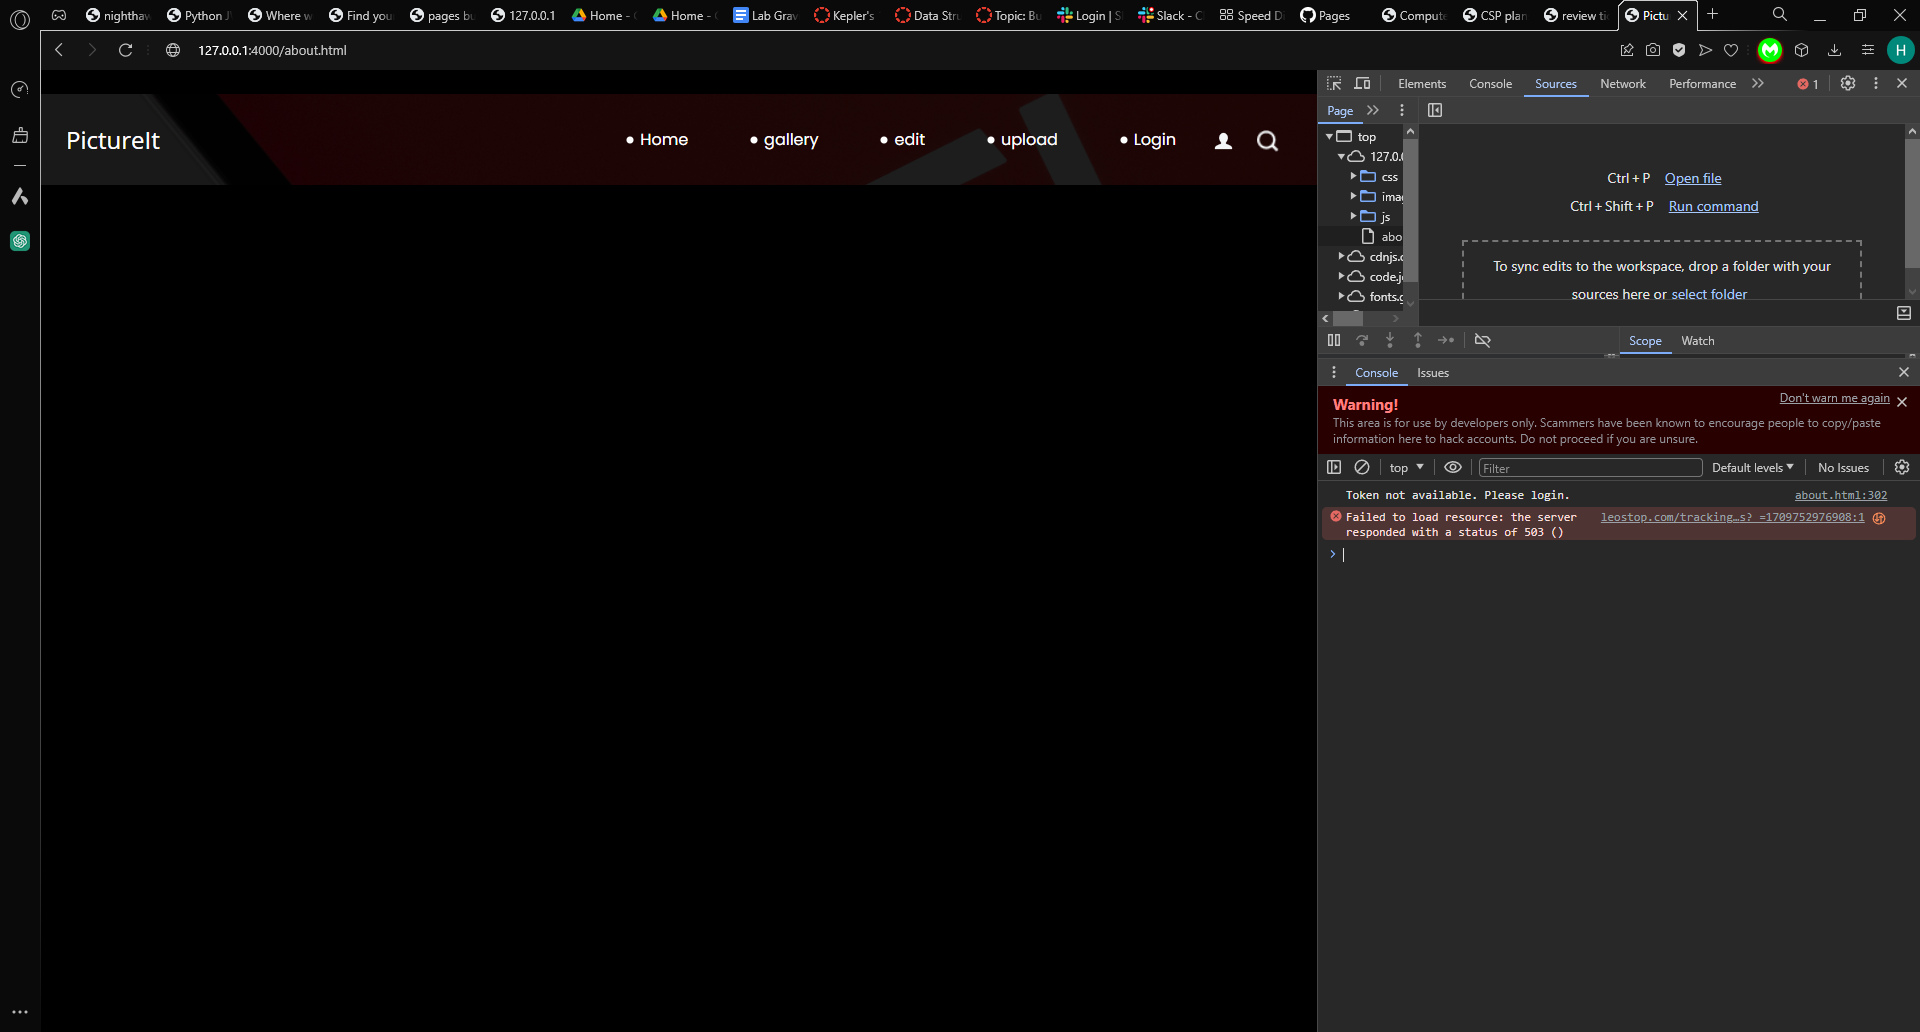 nighthaw
Python J
Where w
Find your
pages bu
127.0.0.1
Home -
Home -
Lab Grav
Kepler's
Data Stru
Topic: Bu
Login | S
Slack - C
Speed Di
Pages
Compute
CSP plan
review ti
Pictu
127.0.0.1:4000/about.html
H
PictureIt
• Home
• gallery
• edit
• upload
• Login
Elements Console Sources Network Performance
1
Page
top
127.0.0
css
imag
js
abo
cdnjs.c
code.jc
fonts.g
Ctrl + P Open file
Ctrl + Shift + P Run command
To sync edits to the workspace, drop a folder with your
sources here or select folder
Scope Watch
Console Issues
Warning!
Don't warn me again
This area is for use by developers only. Scammers have been known to encourage people to copy/paste
information here to hack accounts. Do not proceed if you are unsure.
top
Filter
Default levels
No Issues
Token not available. Please login. about.html:302
Failed to load resource: the server leostop.com/tracking…s?_=1709752976908:1
responded with a status of 503 ()